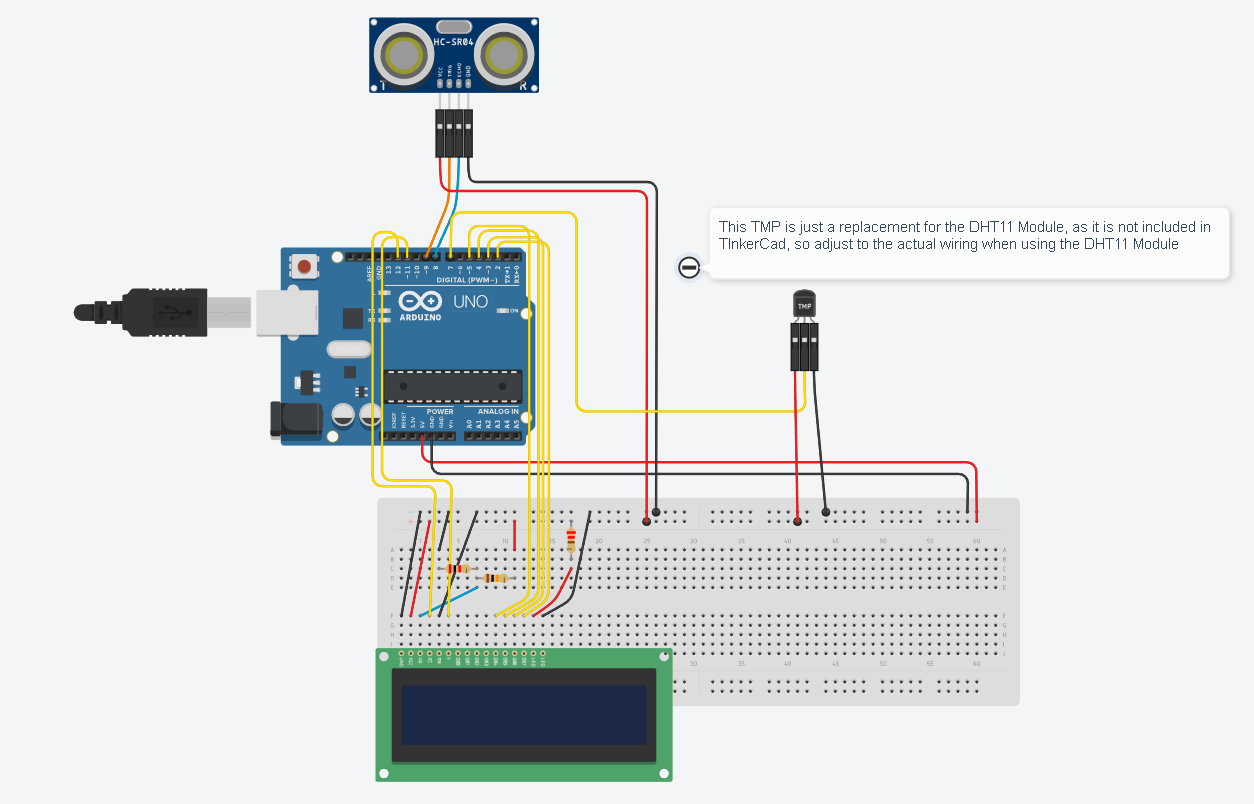 HC-SR04
VCC
TRIG
ECHO
GND
T
R
This TMP is just a replacement for the DHT11 Module, as it is not included in
TInkerCad, so adjust to the actual wiring when using the DHT11 Module
TMP
AREF
GND
13
12
~11
~10
~9
8
7
~6
~5
4
~3
2
TX→1
RX←0
DIGITAL (PWM~)
UNO
ARDUINO
ON
POWER
ANALOG IN
IOREF
RESET
3.3V
5V
GND
GND
Vin
A0
A1
A2
A3
A4
A5
5
10
15
25
30
35
40
45
50
55
60
A
B
C
D
E
F
G
H
I
J
A
B
C
D
E
F
G
H
I
J
30
35
40
45
50
55
60